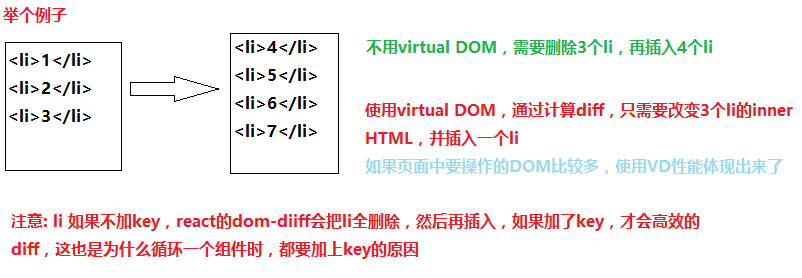 举个例子
<li>1</li>
<li>2</li>
<li>3</li>
<li>4</li>
<li>5</li>
<li>6</li>
<li>7</li>
不用virtual DOM，需要删除3个li，再插入4个li
使用virtual DOM，通过计算diff，只需要改变3个li的inner
HTML，并插入一个li
如果页面中要操作的DOM比较多，使用VD性能体现出来了
注意: li 如果不加key，react的dom-diiff会把li全删除，然后再插入，如果加了key，才会高效的
diff，这也是为什么循环一个组件时，都要加上key的原因